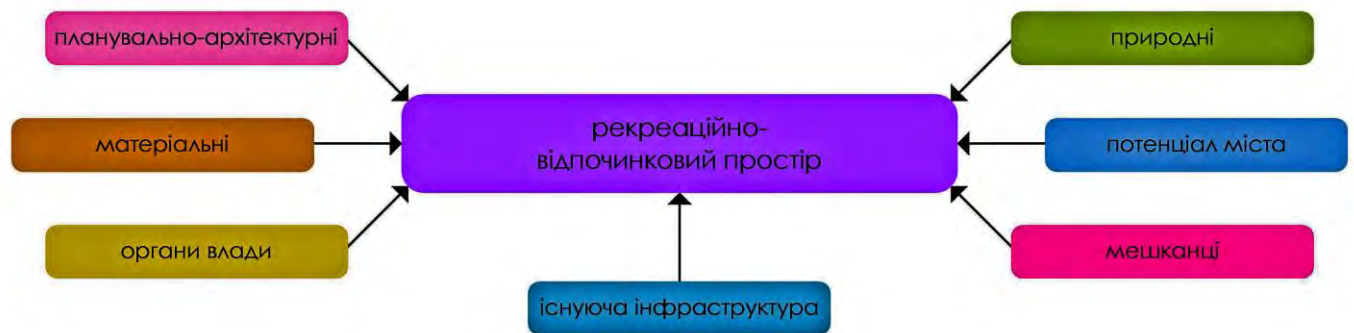 планувально-архітектурні
природні
рекреаційно-
відпочинковий простір
матеріальні
потенціал міста
органи влади
мешканці
існуюча інфраструктура